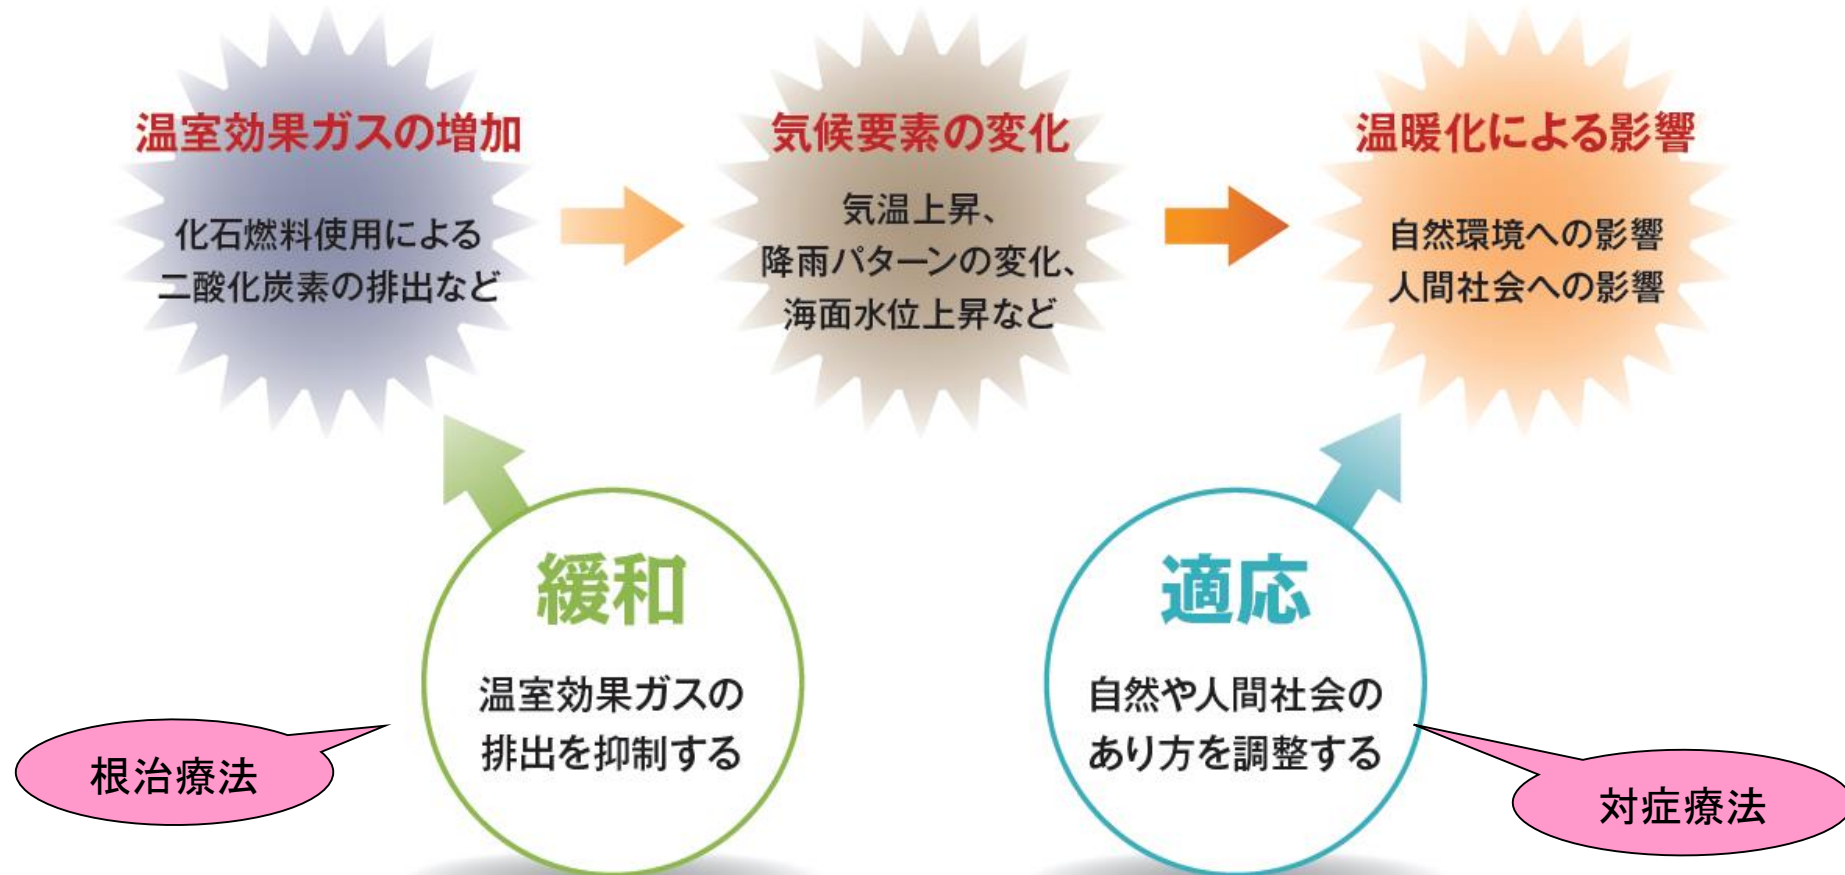 温室効果ガスの増加
化石燃料使用による
二酸化炭素の排出など
気候要素の変化
気温上昇、
降雨パターンの変化、
海面水位上昇など
温暖化による影響
自然環境への影響
人間社会への影響
緩和
温室効果ガスの
排出を抑制する
根治療法
適応
自然や人間社会の
あり方を調整する
対症療法